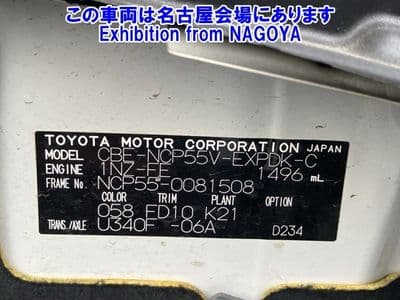 この車両は名古屋会場にあります
Exhibition from NAGOYA
TOYOTA MOTOR CORPORATION JAPAN
MODEL CBE-NCP55V-EXPDK-C
ENGINE 1NZ-FE 1496 mL
FRAME No. NCP55-0081508
COLOR TRIM PLANT OPTION
058 FD10 K21
TRANS./AXLE U340F -06A D234